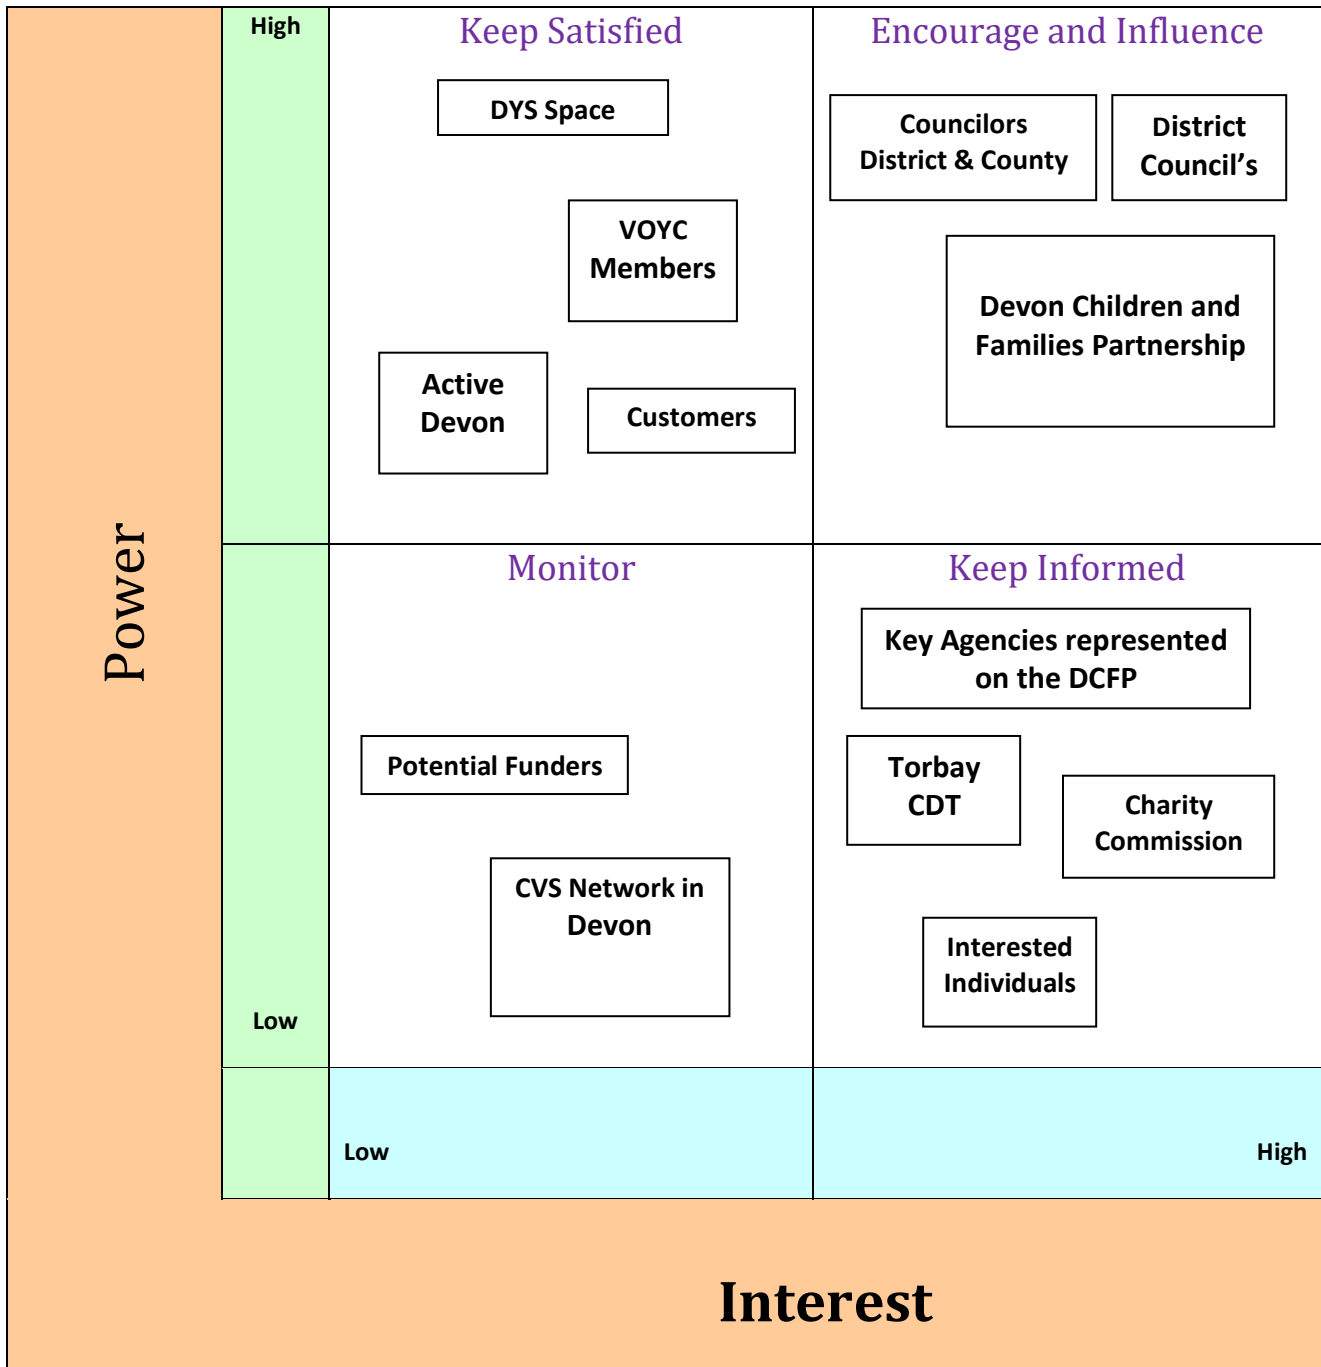 High
Keep Satisfied
Encourage and Influence
DYS Space
Councilors
District & County
District
Council’s
VOYC
Members
Devon Children and
Families Partnership
Active
Devon
Customers
Power
Monitor
Keep Informed
Key Agencies represented
on the DCFP
Potential Funders
Torbay
CDT
Charity
Commission
CVS Network in
Devon
Interested
Individuals
Low
Low
High
Interest